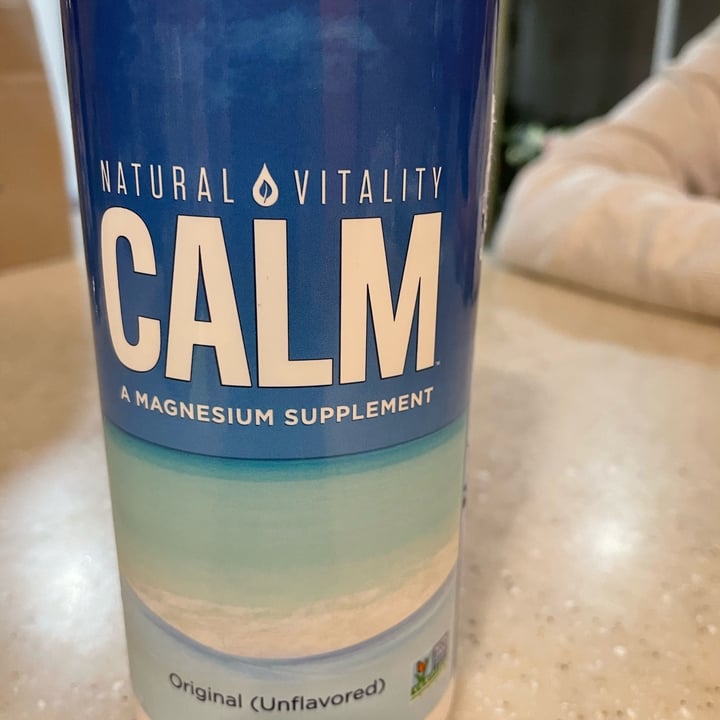 NATURAL VITALITY
CALM
A MAGNESIUM SUPPLEMENT
Original (Unflavored)